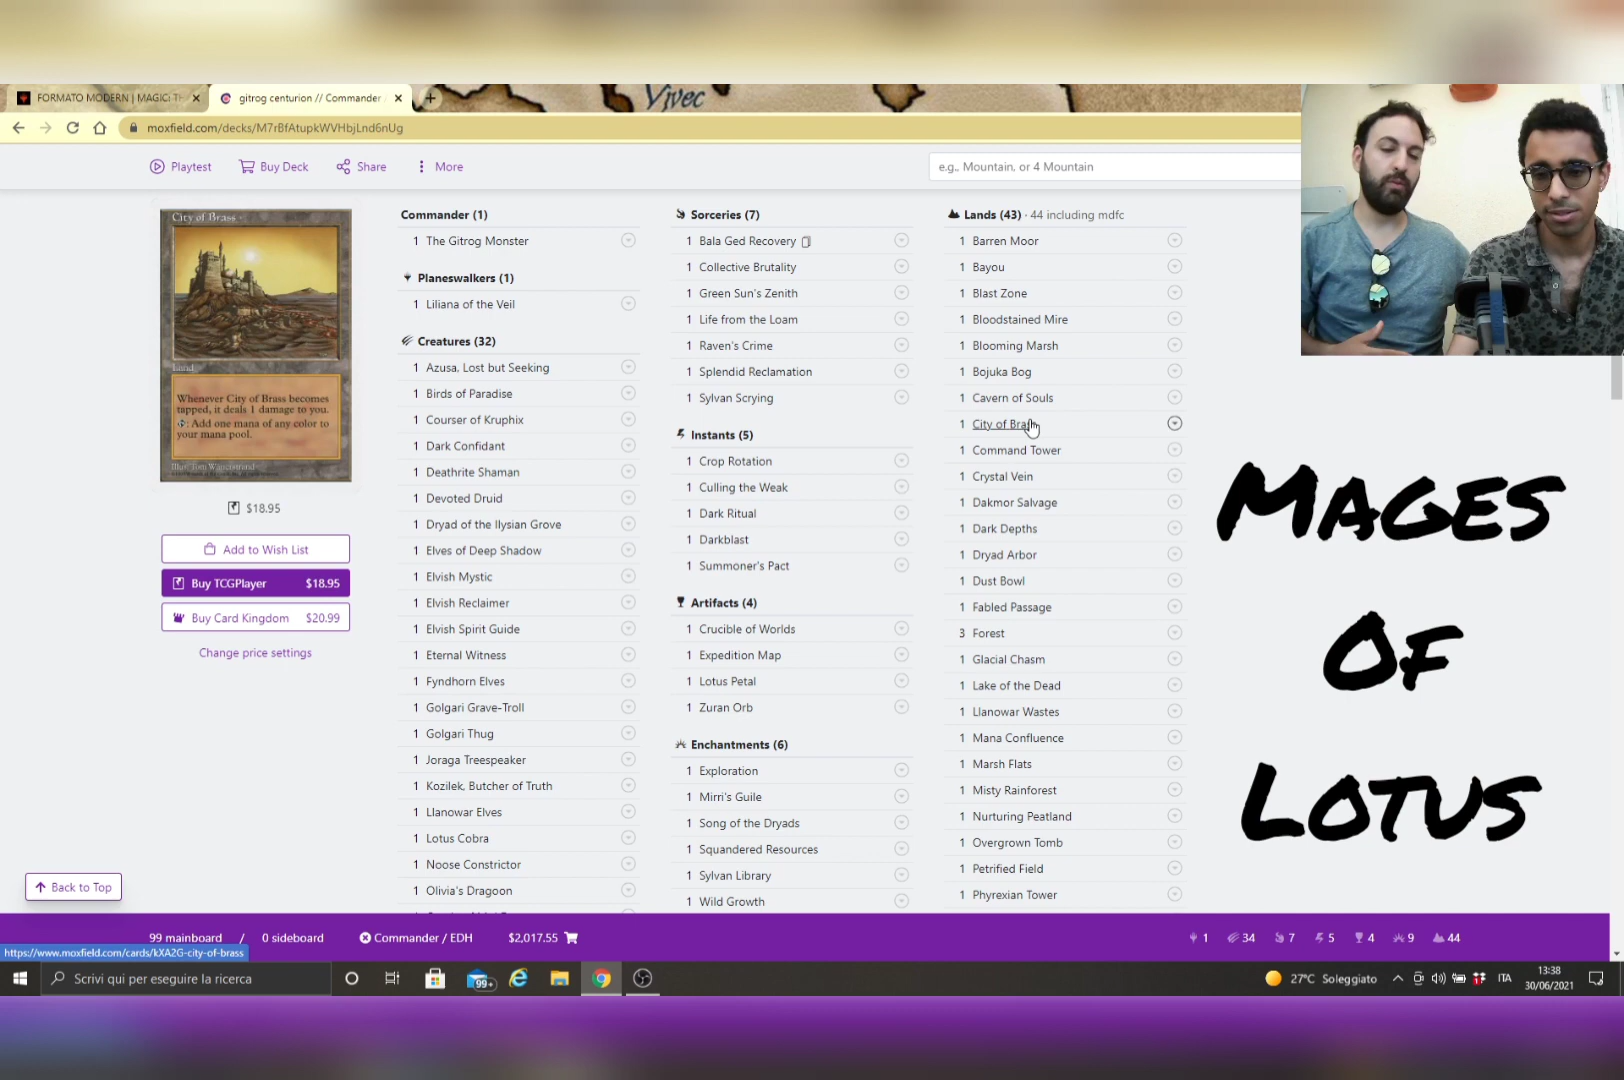 Vivec
FORMATO MODERN | MAGICi TH
gitrog centurion // Commander
moxfield.com/decks/M7rBfAtupkWVHbjLnd6nUg
Playtest
Buy Deck
Share
More
e.g., Mountain, or 4 Mountain
City of Brass
Land
Whenever City of Brass becomes
tapped, it deals 1 damage to you.
: Add one mana of any color to
your mana pool.
$18.95
Add to Wish List
Buy TCGPlayer $18.95
Buy Card Kingdom $20.99
Change price settings
Back to Top
Commander (1)
1 The Gitrog Monster
Planeswalkers (1)
1 Liliana of the Veil
Creatures (32)
1 Azusa, Lost but Seeking
1 Birds of Paradise
1 Courser of Kruphix
1 Dark Confidant
1 Deathrite Shaman
1 Devoted Druid
1 Dryad of the Ilysian Grove
1 Elves of Deep Shadow
1 Elvish Mystic
1 Elvish Reclaimer
1 Elvish Spirit Guide
1 Eternal Witness
1 Fyndhorn Elves
1 Golgari Grave-Troll
1 Golgari Thug
1 Joraga Treespeaker
1 Kozilek, Butcher of Truth
1 Llanowar Elves
1 Lotus Cobra
1 Noose Constrictor
1 Olivia's Dragoon
Sorceries (7)
1 Bala Ged Recovery
1 Collective Brutality
1 Green Sun's Zenith
1 Life from the Loam
1 Raven's Crime
1 Splendid Reclamation
1 Sylvan Scrying
Instants (5)
1 Crop Rotation
1 Culling the Weak
1 Dark Ritual
1 Darkblast
1 Summoner's Pact
Artifacts (4)
1 Crucible of Worlds
1 Expedition Map
1 Lotus Petal
1 Zuran Orb
Enchantments (6)
1 Exploration
1 Mirri's Guile
1 Song of the Dryads
1 Squandered Resources
1 Sylvan Library
1 Wild Growth
Lands (43) · 44 including mdfc
1 Barren Moor
1 Bayou
1 Blast Zone
1 Bloodstained Mire
1 Blooming Marsh
1 Bojuka Bog
1 Cavern of Souls
1 City of Brass
1 Command Tower
1 Crystal Vein
1 Dakmor Salvage
1 Dark Depths
1 Dryad Arbor
1 Dust Bowl
1 Fabled Passage
3 Forest
1 Glacial Chasm
1 Lake of the Dead
1 Llanowar Wastes
1 Mana Confluence
1 Marsh Flats
1 Misty Rainforest
1 Nurturing Peatland
1 Overgrown Tomb
1 Petrified Field
1 Phyrexian Tower
MAGES
OF
LOTUS
99 mainboard / 0 sideboard Commander / EDH $2,017.55
1 34 7 5 4 9 44
https://www.moxfield.com/cards/kXA2G-city-of-brass
Scrivi qui per eseguire la ricerca
99+
27°C Soleggiato
ITA
13:38
30/06/2021